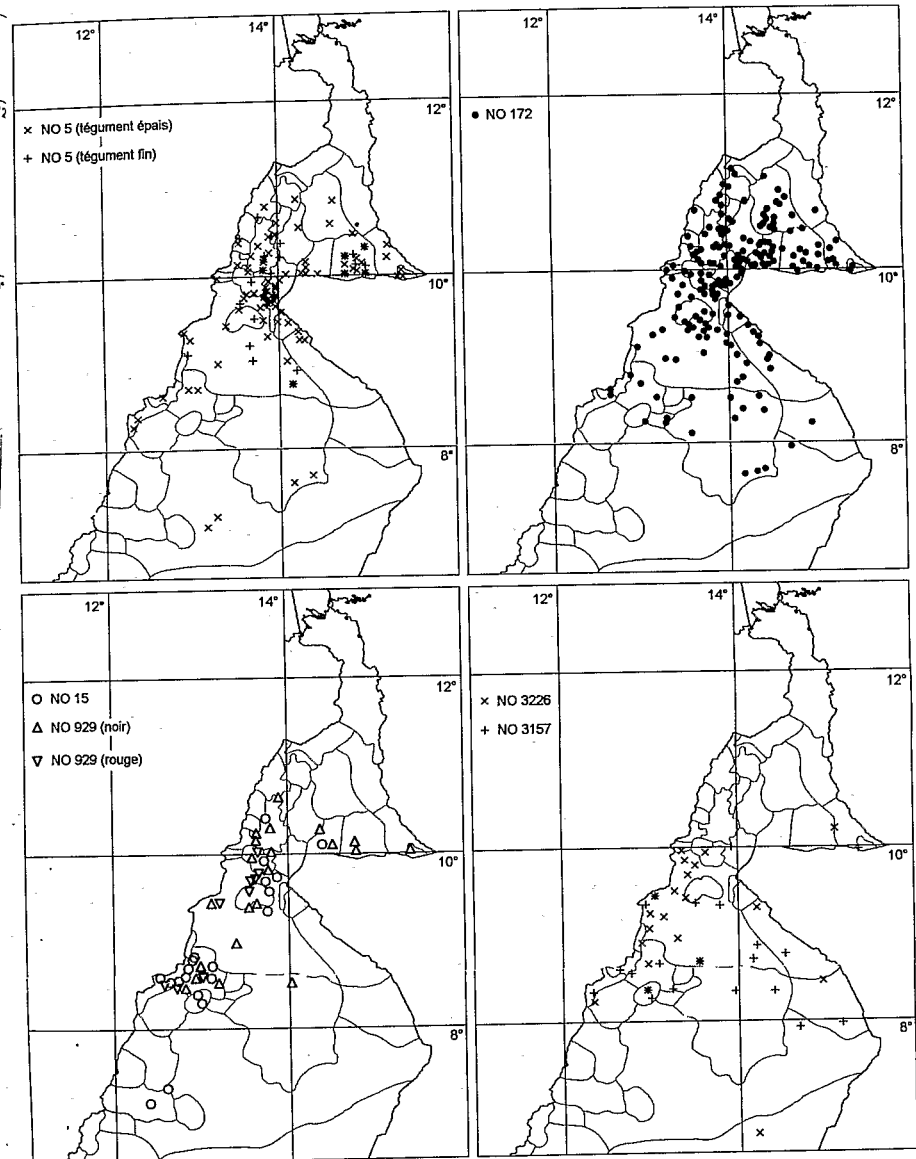 12°
14°
12°
× NO 5 (tégument épais)
+ NO 5 (tégument fin)
10°
8°
14°
12°
● NO 172
10°
8°
12°
14°
12°
○ NO 15
△ NO 929 (noir)
▽ NO 929 (rouge)
10°
8°
14°
12°
× NO 3226
+ NO 3157
10°
8°